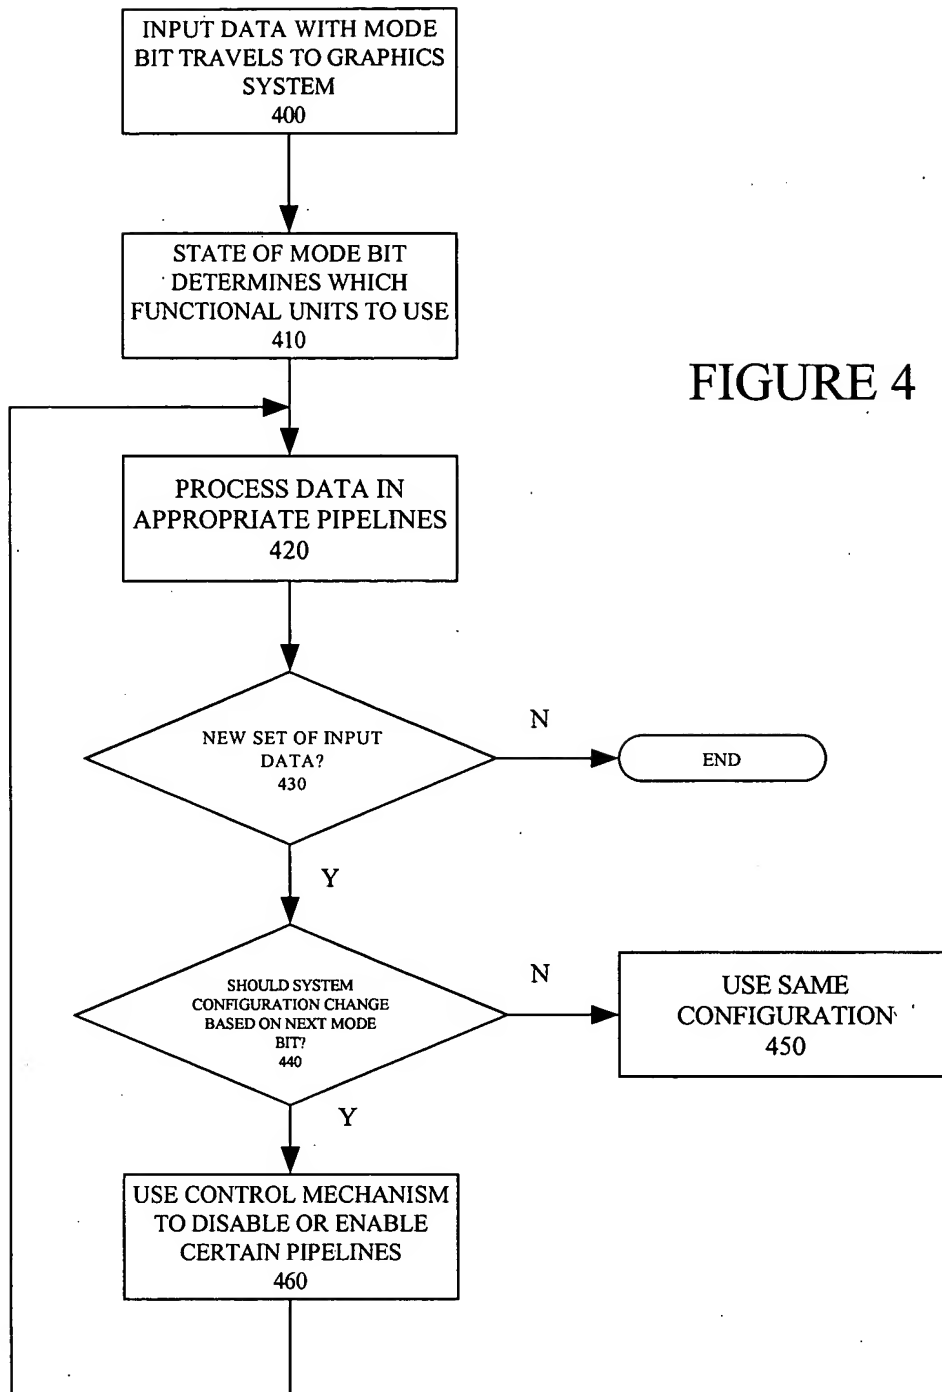 INPUT DATA WITH MODE
BIT TRAVELS TO GRAPHICS
SYSTEM
400
STATE OF MODE BIT
DETERMINES WHICH
FUNCTIONAL UNITS TO USE
410
FIGURE 4
PROCESS DATA IN
APPROPRIATE PIPELINES
420
NEW SET OF INPUT
DATA?
430
N
END
Y
SHOULD SYSTEM
CONFIGURATION CHANGE
BASED ON NEXT MODE
BIT?
440
N
USE SAME
CONFIGURATION
450
Y
USE CONTROL MECHANISM
TO DISABLE OR ENABLE
CERTAIN PIPELINES
460